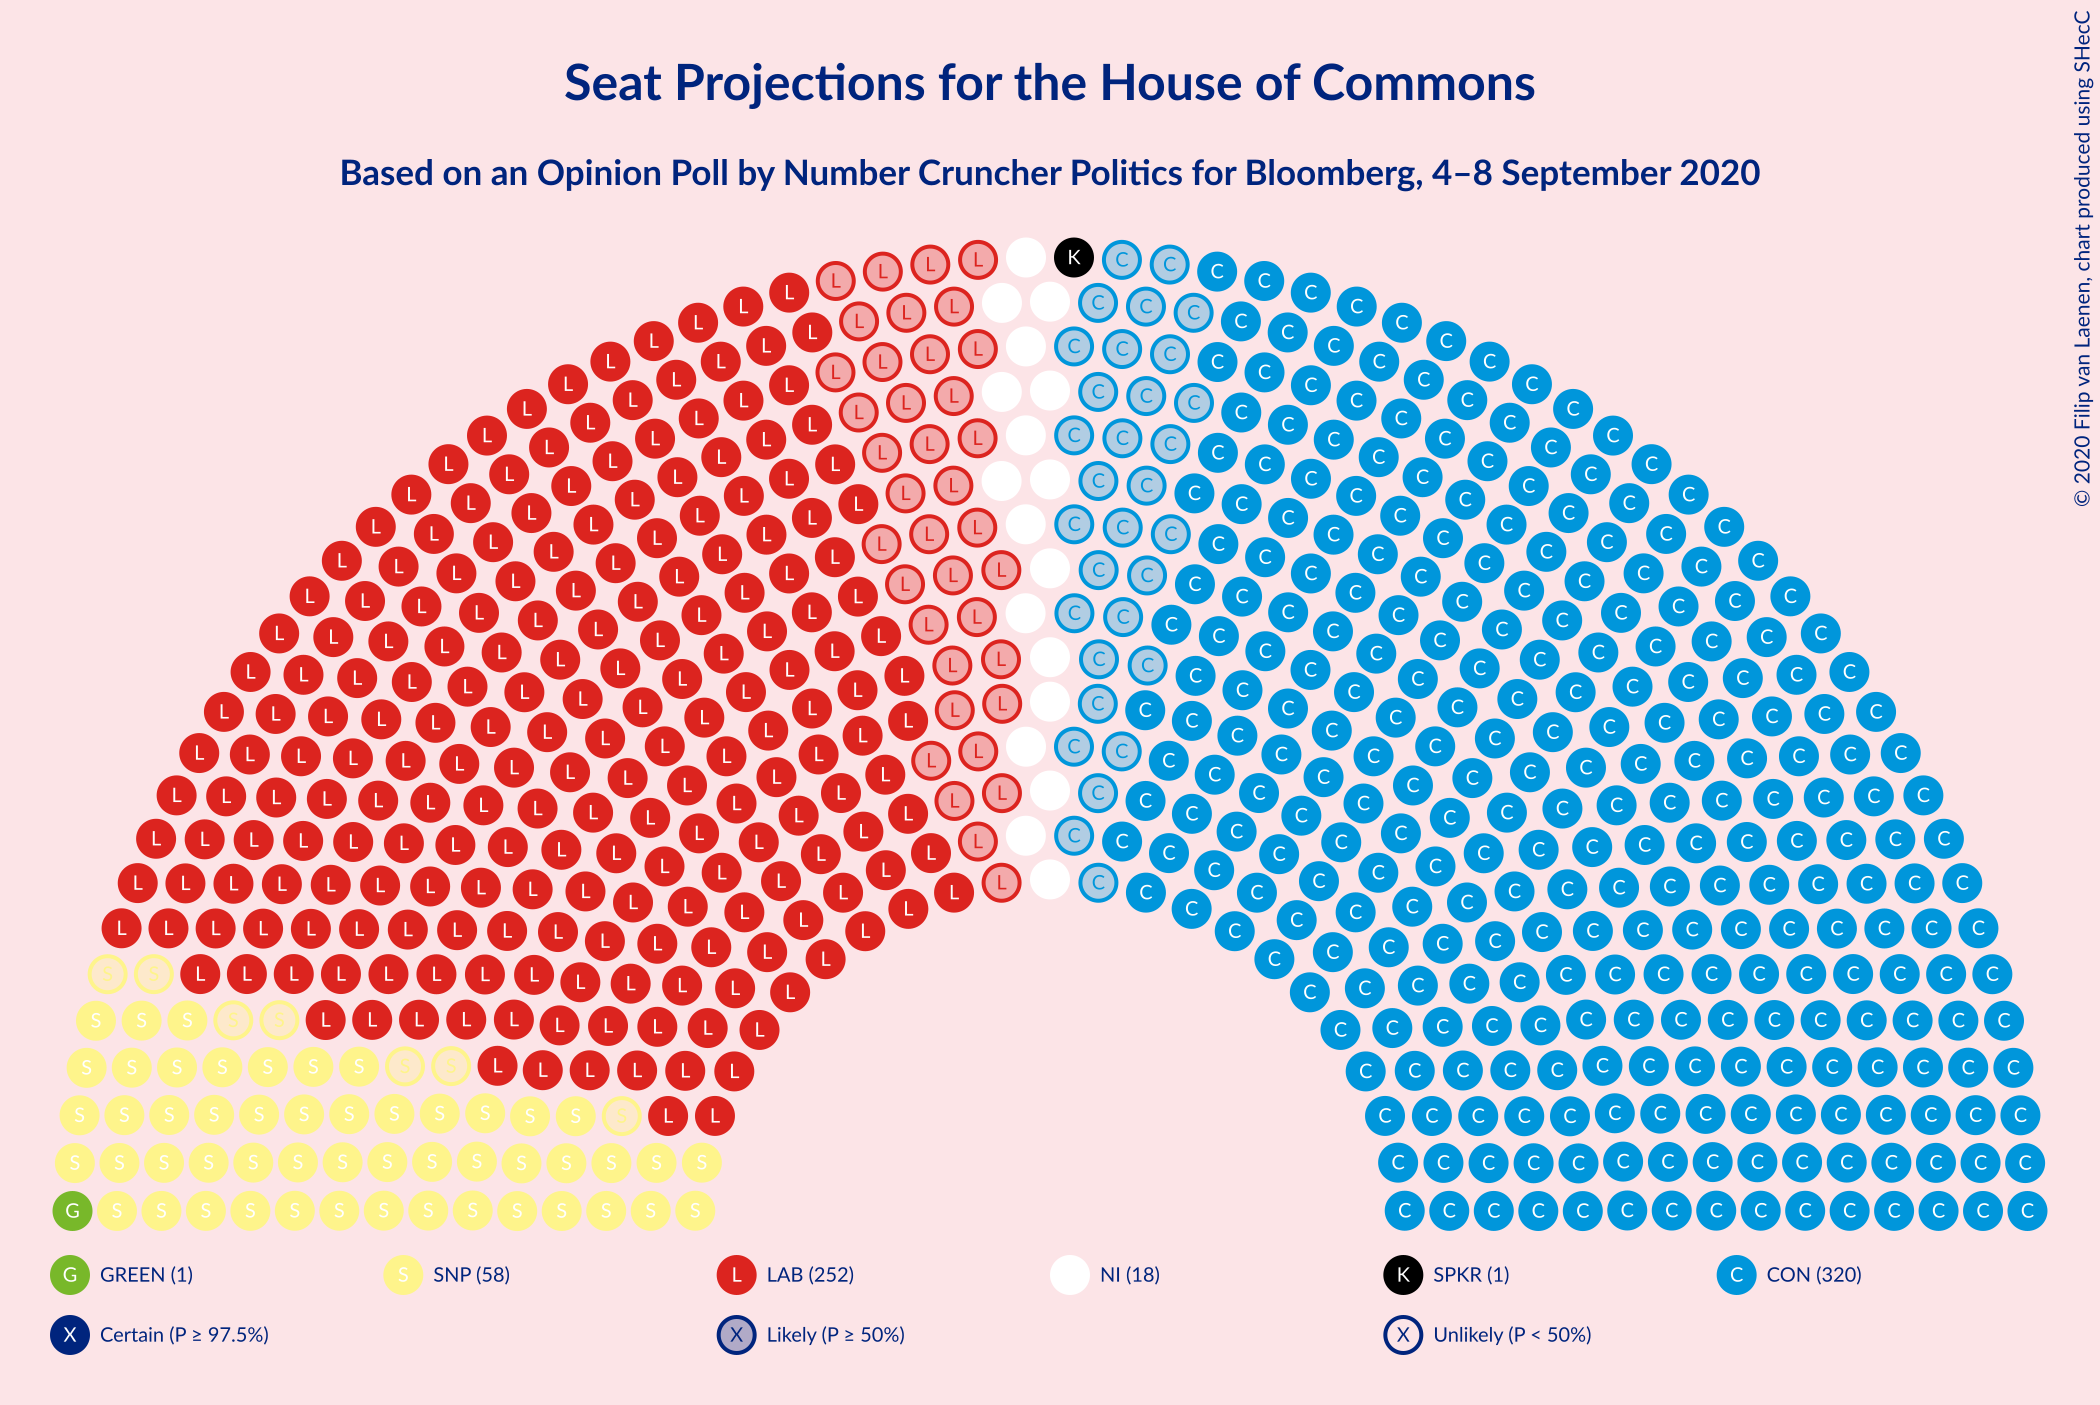 Seat Projections for the House of Commons
Based on an Opinion Poll by Number Cruncher Politics for Bloomberg, 4–8 September 2020
© 2020 Filip van Laenen, chart produced using SHecC
G GREEN (1)
S SNP (58)
L LAB (252)
NI (18)
K SPKR (1)
C CON (320)
X Certain (P ≥ 97.5%)
X Likely (P ≥ 50%)
X Unlikely (P < 50%)